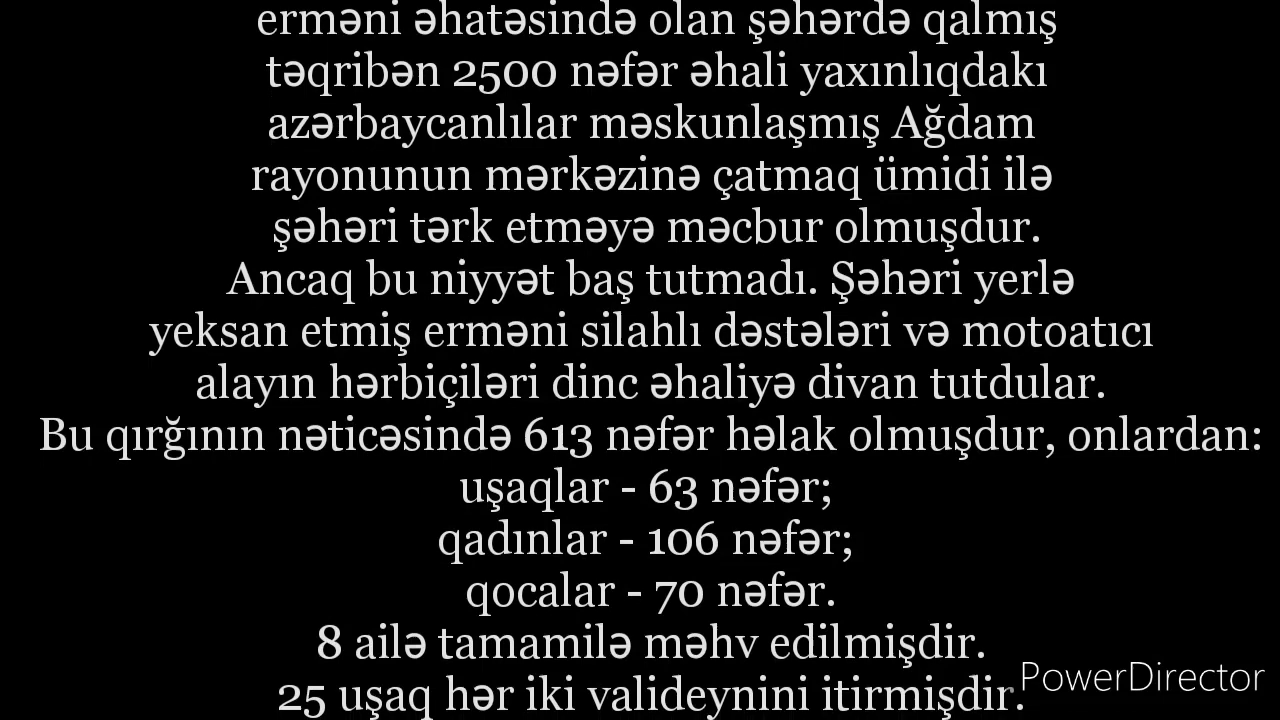 erməni əhatəsində olan şəhərdə qalmış
təqribən 2500 nəfər əhali yaxınlıqdakı
azərbaycanlılar məskunlaşmış Ağdam
rayonunun mərkəzinə çatmaq ümidi ilə
şəhəri tərk etməyə məcbur olmuşdur.
Ancaq bu niyyət baş tutmadı. Şəhəri yerlə
yeksan etmiş erməni silahlı dəstələri və motoatıcı
alayın hərbiçiləri dinc əhaliyə divan tutdular.
Bu qırğının nəticəsində 613 nəfər həlak olmuşdur, onlardan:
uşaqlar - 63 nəfər;
qadınlar - 106 nəfər;
qocalar - 70 nəfər.
8 ailə tamamilə məhv edilmişdir.
25 uşaq hər iki valideynini itirmişdir.
PowerDirector